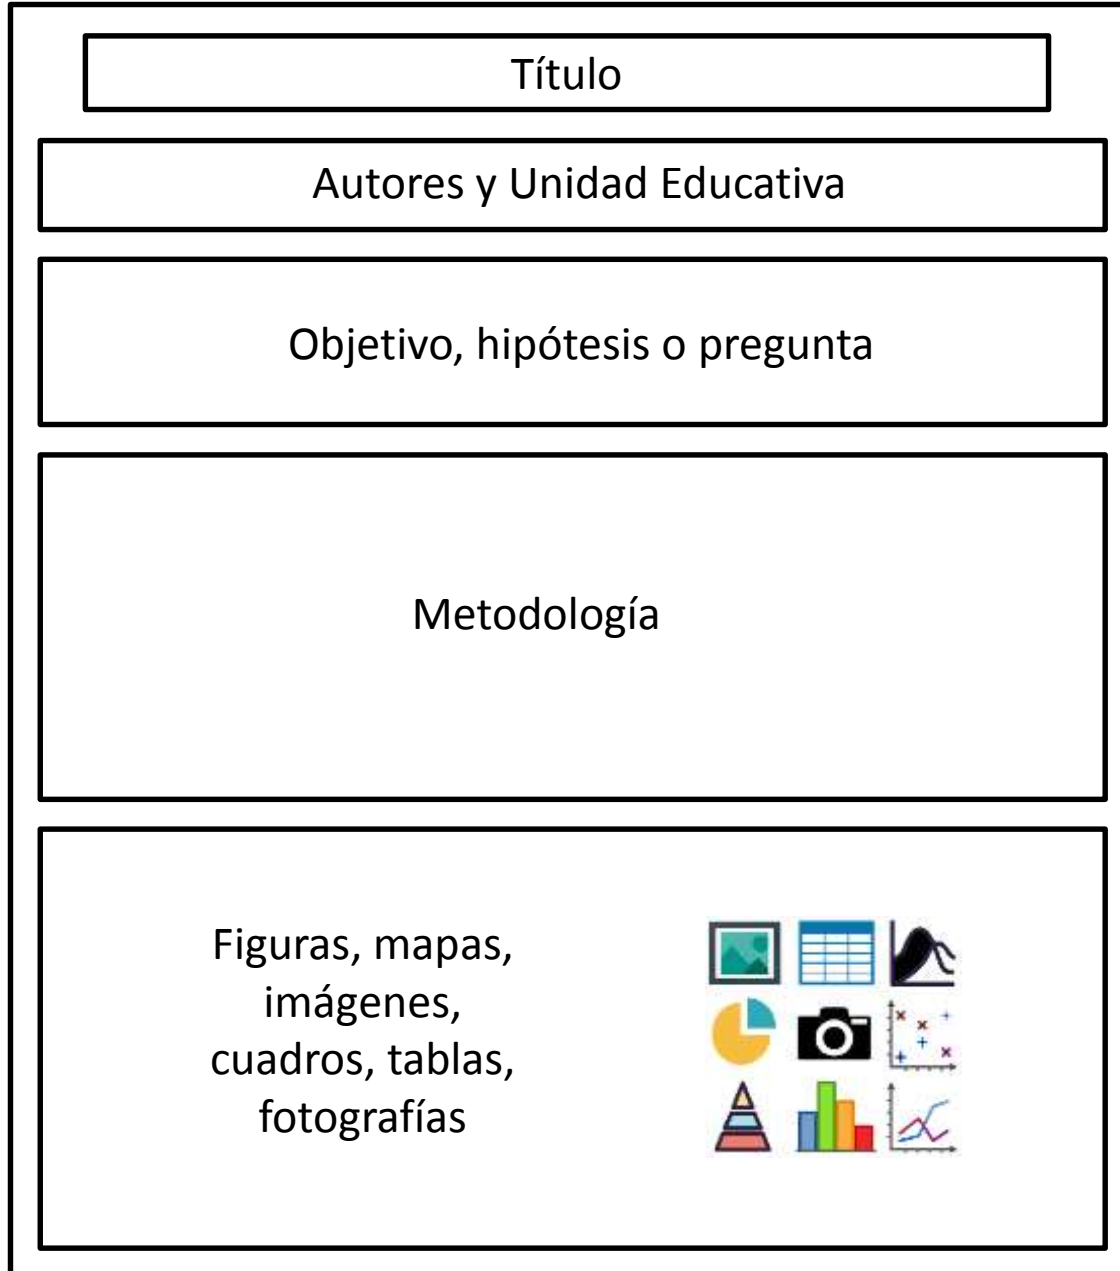 Título
Autores y Unidad Educativa
Objetivo, hipótesis o pregunta
Metodología
Figuras, mapas,
imágenes,
cuadros, tablas,
fotografías